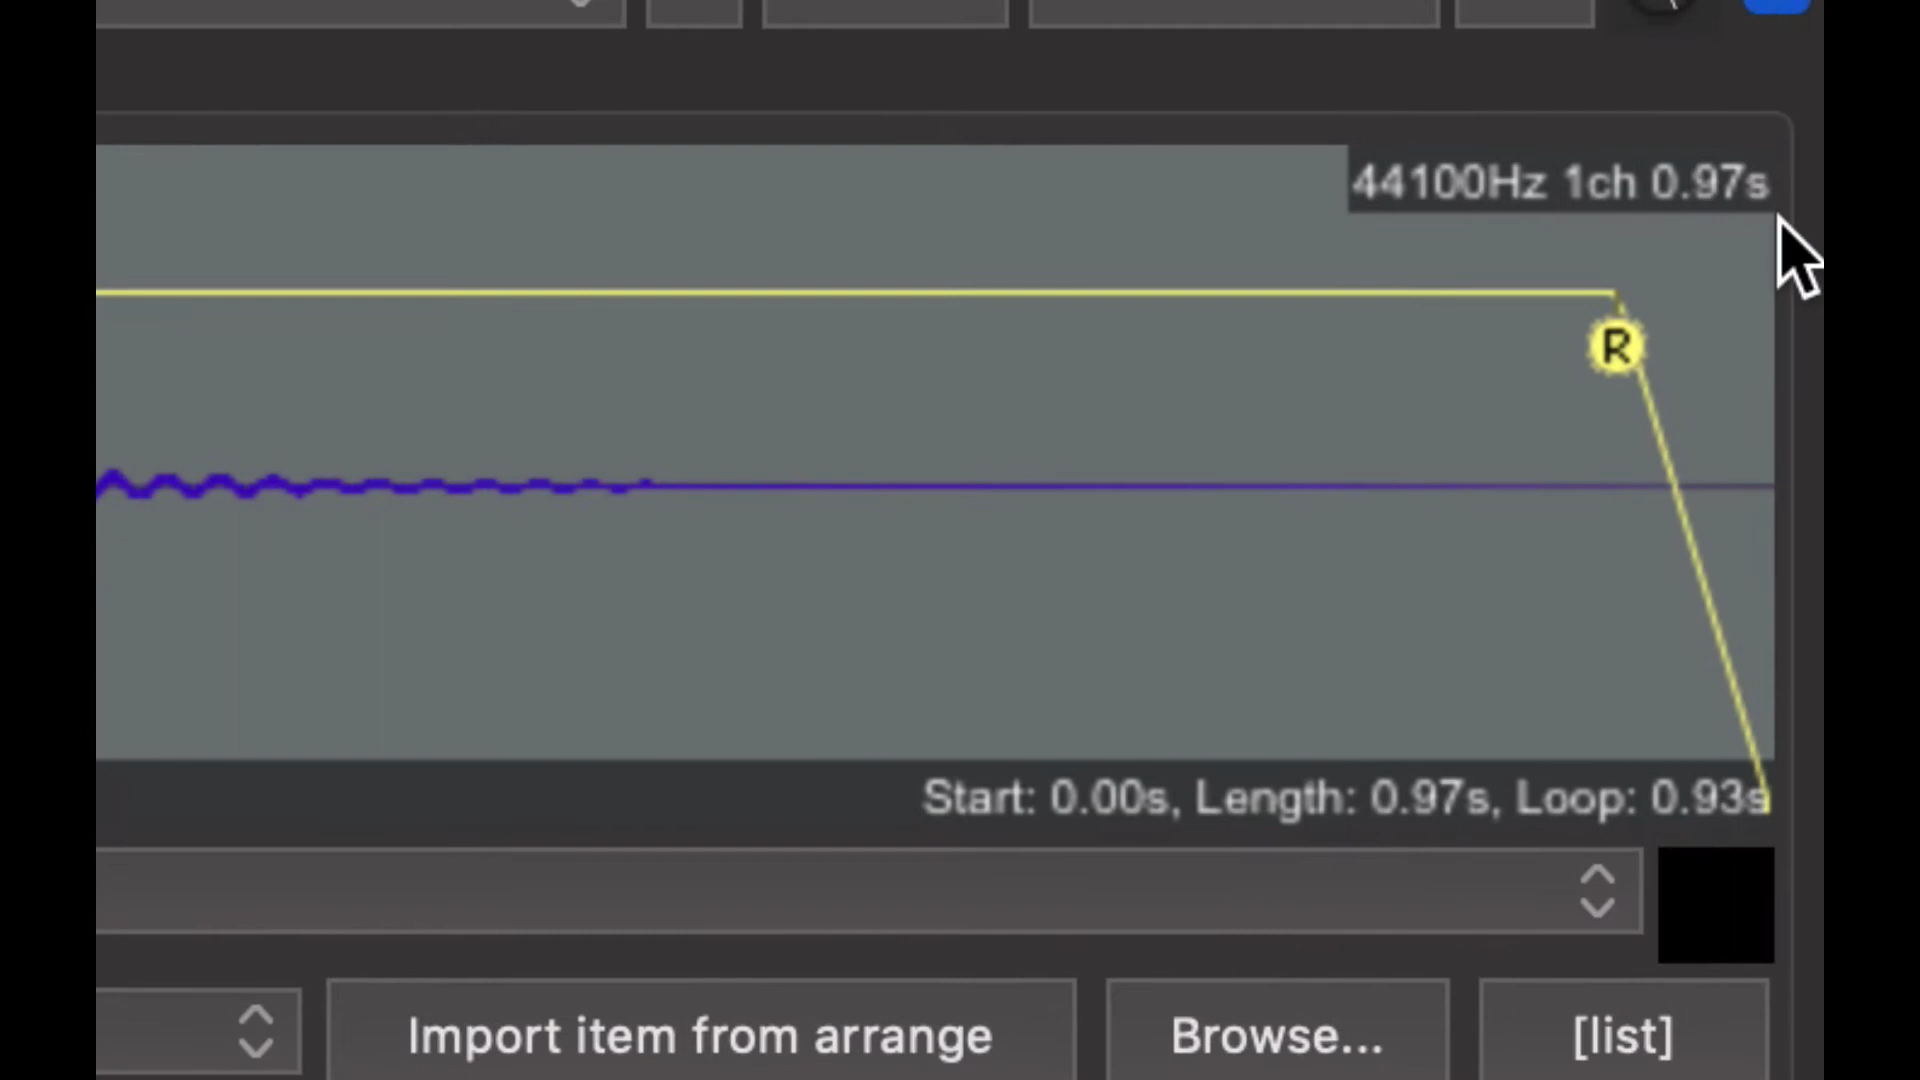 44100Hz 1ch 0.97s
R
Start: 0.00s, Length: 0.97s, Loop: 0.93s
Import item from arrange
Browse...
[list]